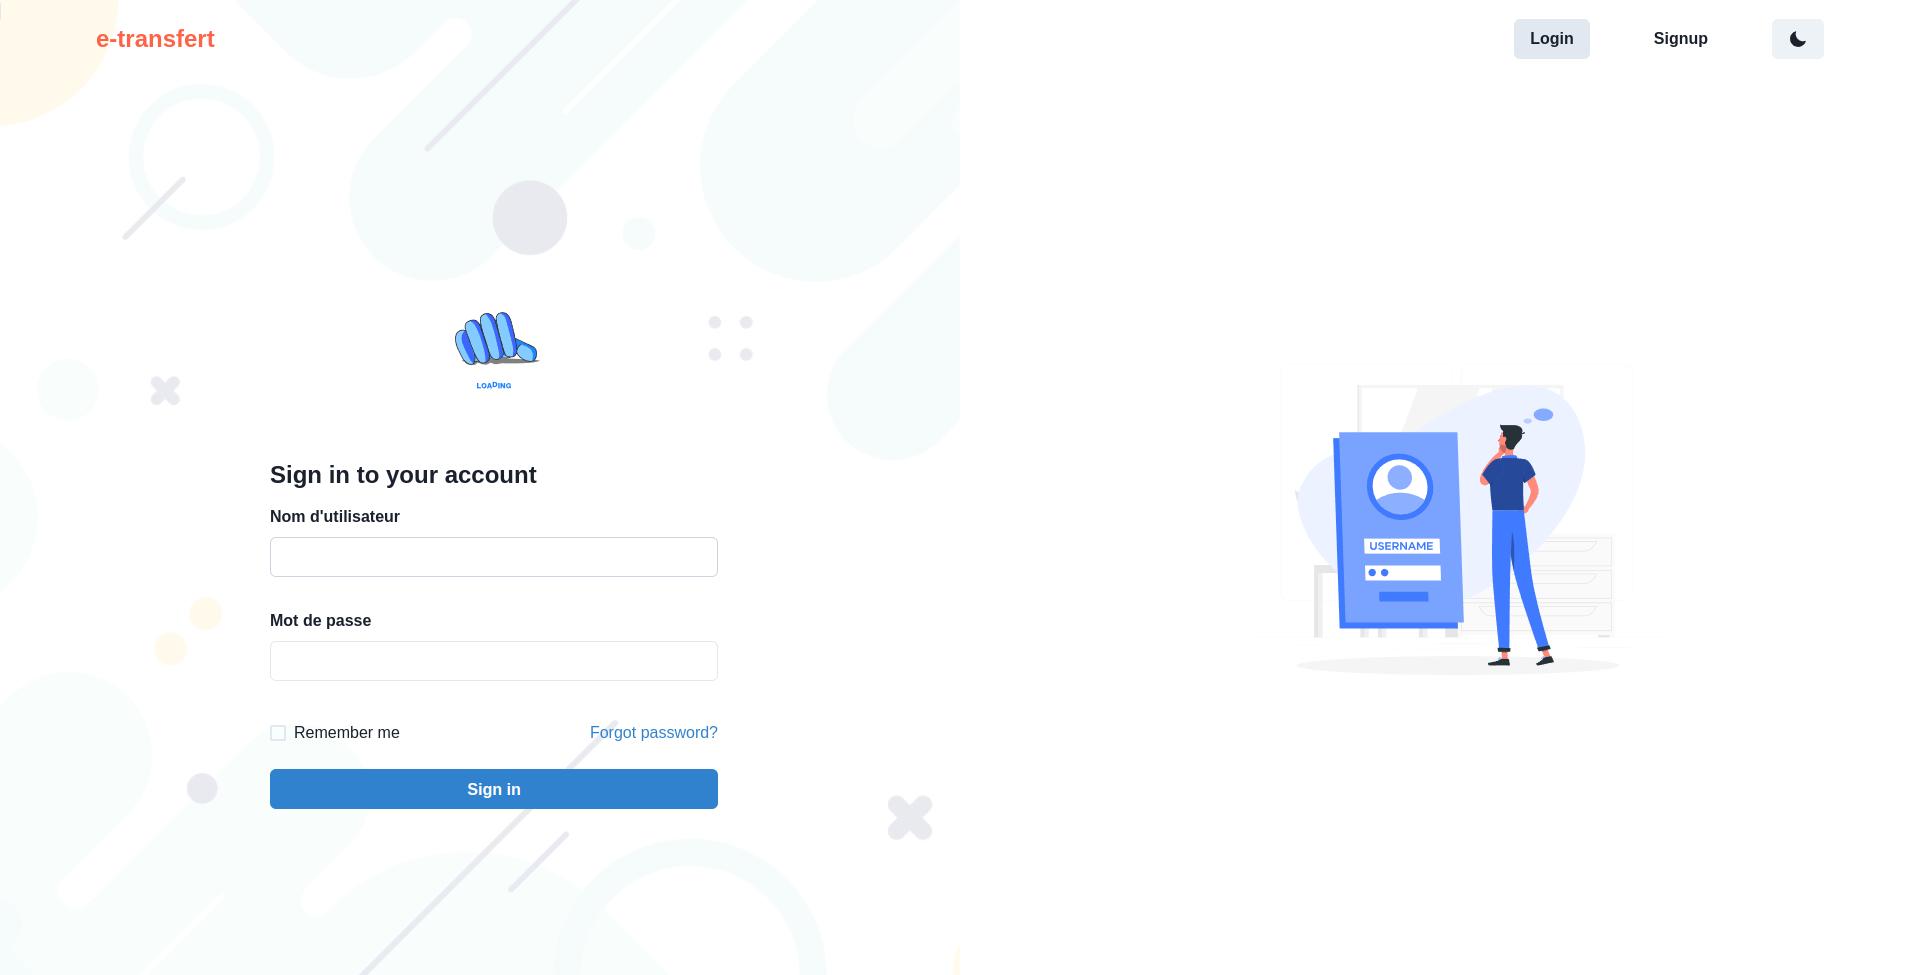 e-transfert
Login
Signup
LOADING
Sign in to your account
Nom d'utilisateur
Mot de passe
Remember me
Forgot password?
Sign in
USERNAME